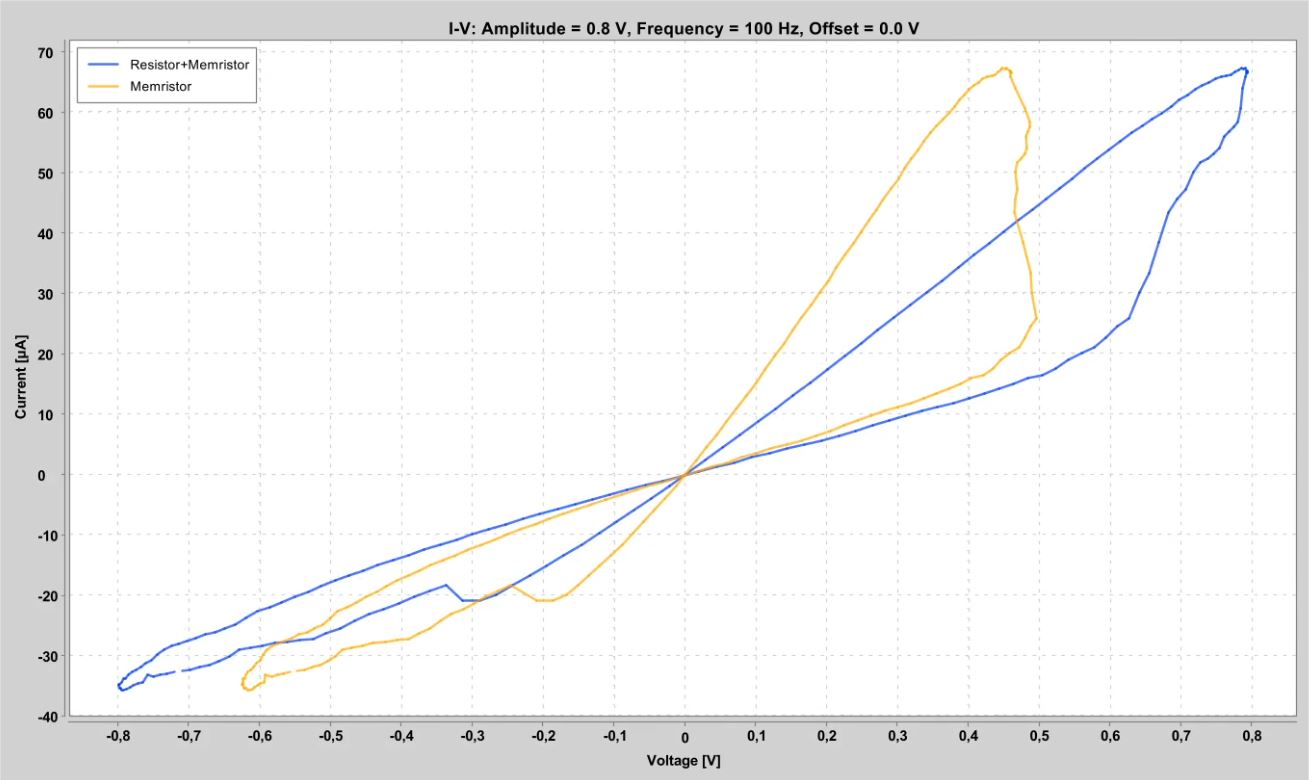 I-V: Amplitude = 0.8 V, Frequency = 100 Hz, Offset = 0.0 V
Resistor+Memristor
Memristor
70
60
50
40
30
20
10
0
-10
-20
-30
-40
Current [µA]
-0,8 -0,7 -0,6 -0,5 -0,4 -0,3 -0,2 -0,1 0 0,1 0,2 0,3 0,4 0,5 0,6 0,7 0,8
Voltage [V]